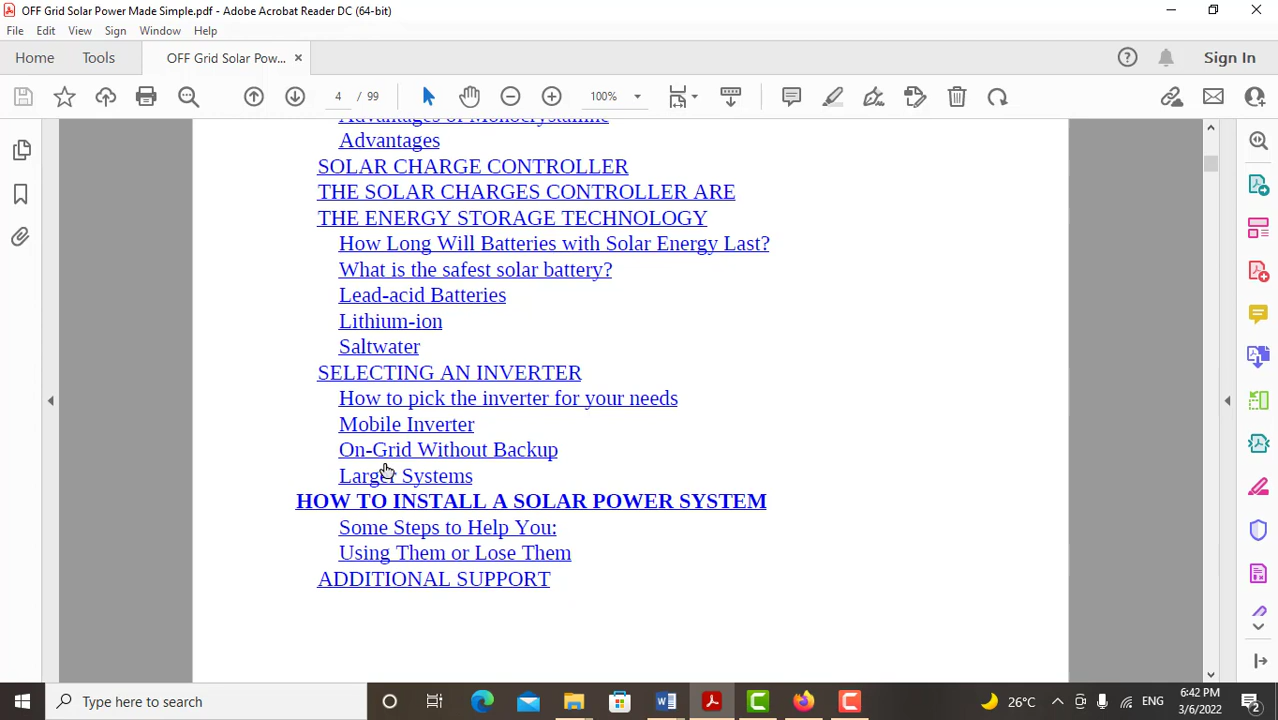 OFF Grid Solar Power Made Simple.pdf - Adobe Acrobat Reader DC (64-bit)
File Edit View Sign Window Help
Home Tools OFF Grid Solar Pow... × Sign In
4 / 99 100%
Advantages of Monocrystalline
Advantages
SOLAR CHARGE CONTROLLER
THE SOLAR CHARGES CONTROLLER ARE
THE ENERGY STORAGE TECHNOLOGY
How Long Will Batteries with Solar Energy Last?
What is the safest solar battery?
Lead-acid Batteries
Lithium-ion
Saltwater
SELECTING AN INVERTER
How to pick the inverter for your needs
Mobile Inverter
On-Grid Without Backup
Larger Systems
HOW TO INSTALL A SOLAR POWER SYSTEM
Some Steps to Help You:
Using Them or Lose Them
ADDITIONAL SUPPORT
Type here to search 26°C ENG 6:42 PM
3/6/2022 2